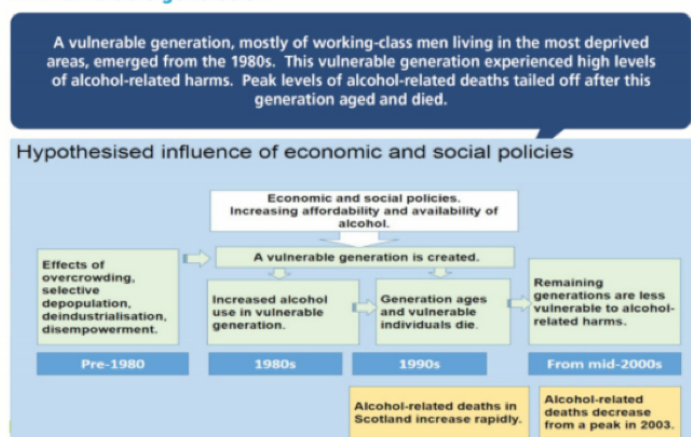 A vulnerable generation, mostly of working-class men living in the most deprived
areas, emerged from the 1980s.  This vulnerable generation experienced high levels
of alcohol-related harms.  Peak levels of alcohol-related deaths tailed off after this
generation aged and died.
Hypothesised influence of economic and social policies
Economic and social policies.
Increasing affordability and availability of
alcohol.
Effects of
overcrowding,
selective
depopulation,
deindustrialisation,
disempowerment.
A vulnerable generation is created.
Increased alcohol
use in vulnerable
generation.
Generation ages
and vulnerable
individuals die.
Remaining
generations are less
vulnerable to alcohol-
related harms.
Pre-1980
1980s
1990s
From mid-2000s
Alcohol-related deaths in
Scotland increase rapidly.
Alcohol-related
deaths decrease
from a peak in 2003.